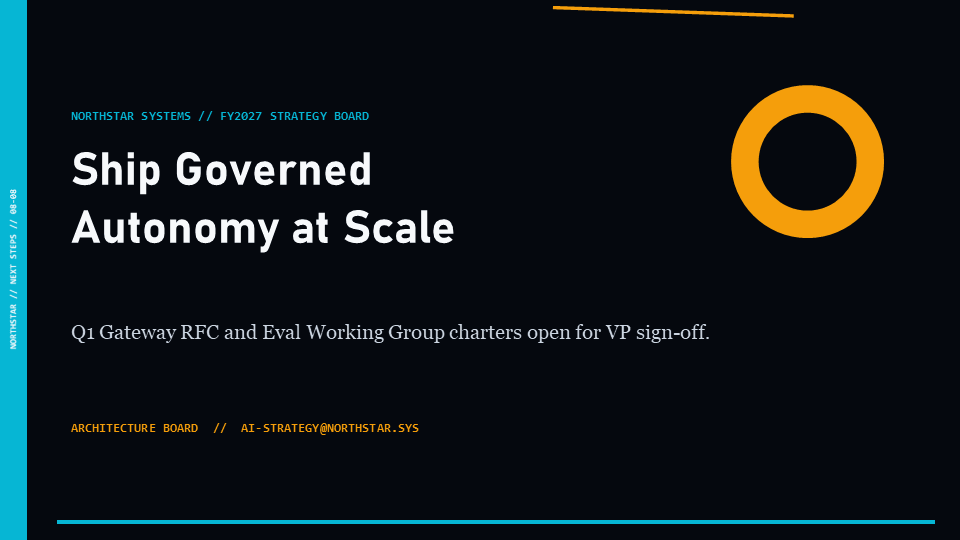 NORTHSTAR SYSTEMS // FY2027 STRATEGY BOARD
Ship Governed
Autonomy at Scale
Q1 Gateway RFC and Eval Working Group charters open for VP sign-off.
ARCHITECTURE BOARD // AI-STRATEGY@NORTHSTAR.SYS
NORTHSTAR // NEXT STEPS // 08-08